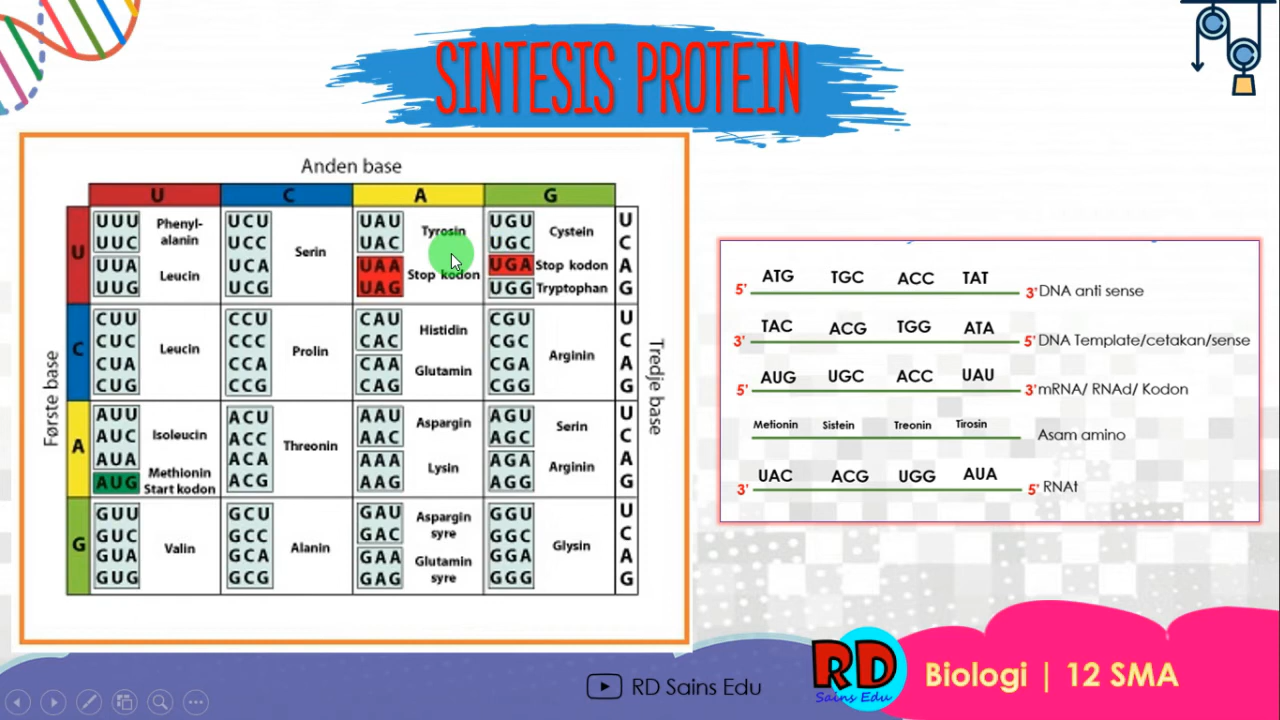 SINTESIS PROTEIN
Anden base
U C A G
Første base
U
UUU
UUC
Phenyl-
alanin
UUA
UUG
Leucin
UCU
UCC
UCA
UCG
Serin
UAU
UAC
Tyrosin
UAA
UAG
Stop kodon
UGU
UGC
Cystein
UGA Stop kodon
UGG Tryptophan
U
C
A
G
C
CUU
CUC
CUA
CUG
Leucin
CCU
CCC
CCA
CCG
Prolin
CAU
CAC
Histidin
CAA
CAG
Glutamin
CGU
CGC
CGA
CGG
Arginin
U
C
A
G
A
AUU
AUC
AUA
Isoleucin
AUG
Methionin
Start kodon
ACU
ACC
ACA
ACG
Threonin
AAU
AAC
Aspargin
AAA
AAG
Lysin
AGU
AGC
Serin
AGA
AGG
Arginin
U
C
A
G
G
GUU
GUC
GUA
GUG
Valin
GCU
GCC
GCA
GCG
Alanin
GAU
GAC
Aspargin
syre
GAA
GAG
Glutamin
syre
GGU
GGC
GGA
GGG
Glysin
U
C
A
G
Tredje base
ATG TGC ACC TAT
5' 3' DNA anti sense
TAC ACG TGG ATA
3' 5' DNA Template/cetakan/sense
AUG UGC ACC UAU
5' 3' mRNA/ RNAd/ Kodon
Metionin Sistein Treonin Tirosin
Asam amino
UAC ACG UGG AUA
3' 5' RNAt
RD Sains Edu
RD
Sains Edu
Biologi | 12 SMA